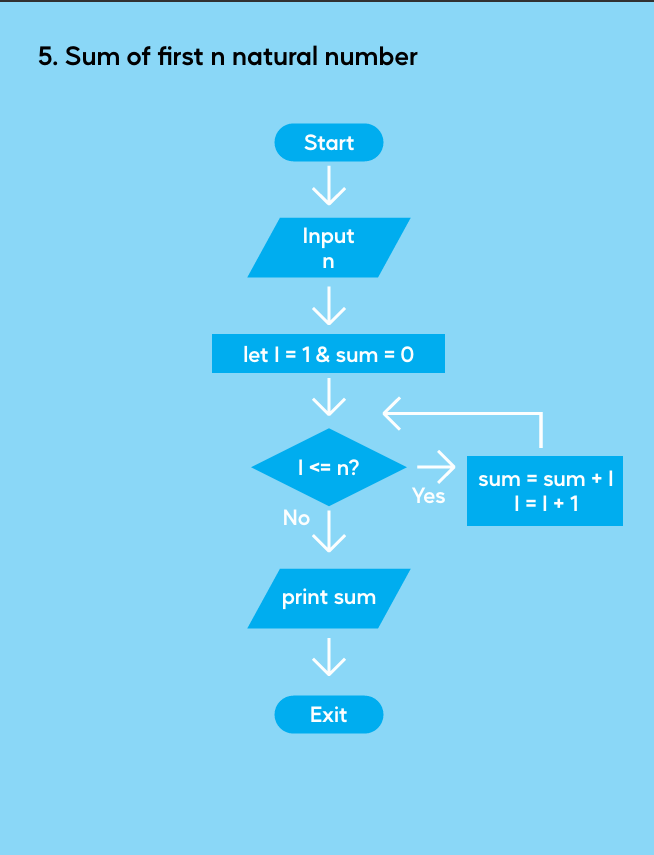 5. Sum of first n natural number
Start
Input
n
let I = 1 & sum = 0
I <= n?
Yes
sum = sum + I
I = I + 1
No
print sum
Exit